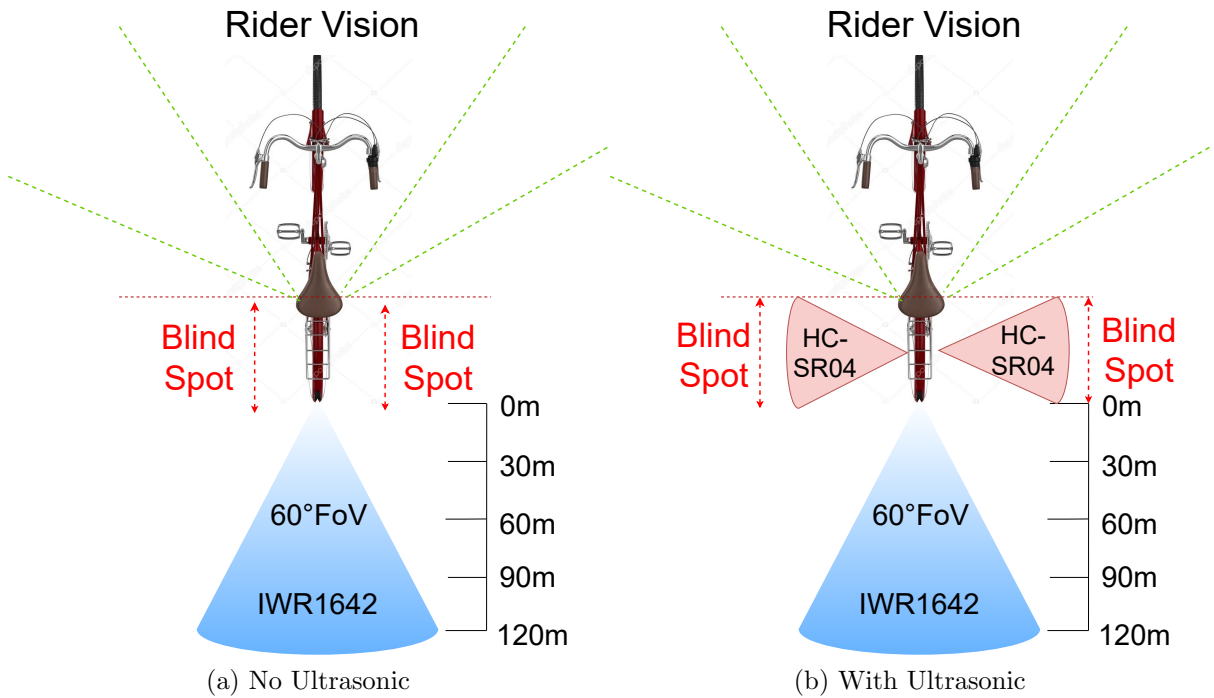 Rider Vision
Blind
Spot
Blind
Spot
0m
30m
60m
90m
120m
60°FoV
IWR1642
(a) No Ultrasonic
Rider Vision
Blind
Spot
HC-
SR04
HC-
SR04
Blind
Spot
0m
30m
60m
90m
120m
60°FoV
IWR1642
(b) With Ultrasonic